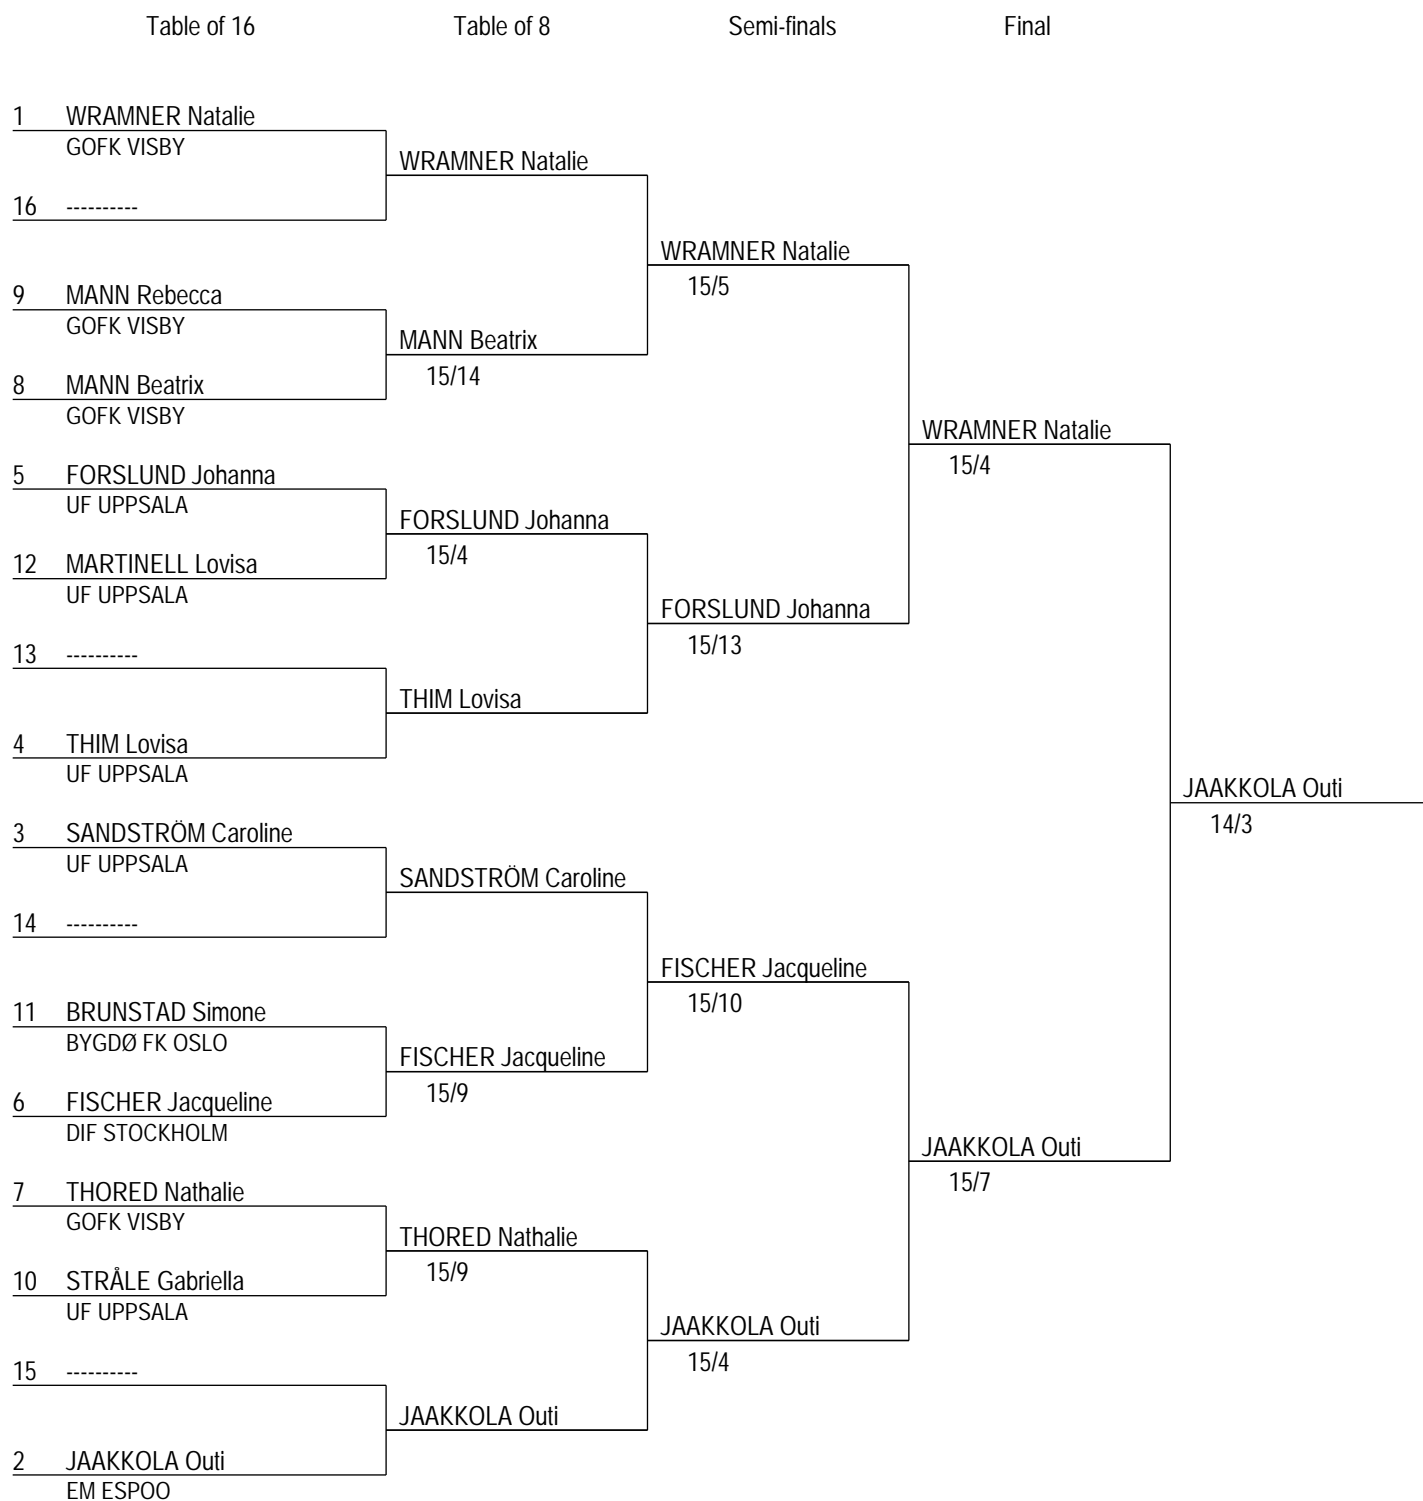 Table of 16 Table of 8 Semi-finals Final
1 WRAMNER Natalie
GOFK VISBY
WRAMNER Natalie
16 ----------
WRAMNER Natalie
15/5
9 MANN Rebecca
GOFK VISBY
MANN Beatrix
15/14
8 MANN Beatrix
GOFK VISBY
WRAMNER Natalie
15/4
5 FORSLUND Johanna
UF UPPSALA
FORSLUND Johanna
15/4
12 MARTINELL Lovisa
UF UPPSALA
FORSLUND Johanna
15/13
13 ----------
THIM Lovisa
4 THIM Lovisa
UF UPPSALA
JAAKKOLA Outi
14/3
3 SANDSTRÖM Caroline
UF UPPSALA
SANDSTRÖM Caroline
14 ----------
FISCHER Jacqueline
15/10
11 BRUNSTAD Simone
BYGDØ FK OSLO
FISCHER Jacqueline
15/9
6 FISCHER Jacqueline
DIF STOCKHOLM
JAAKKOLA Outi
15/7
7 THORED Nathalie
GOFK VISBY
THORED Nathalie
15/9
10 STRÅLE Gabriella
UF UPPSALA
JAAKKOLA Outi
15/4
15 ----------
JAAKKOLA Outi
2 JAAKKOLA Outi
EM ESPOO